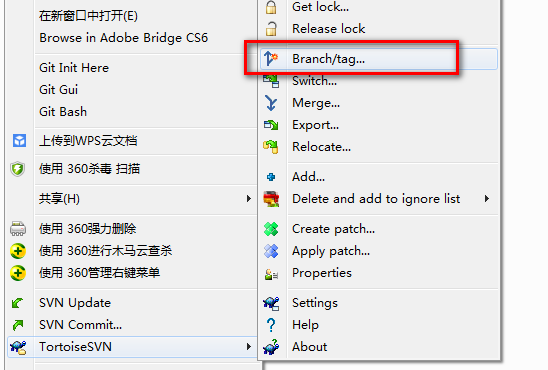 在新窗口中打开(E)
Browse in Adobe Bridge CS6
Git Init Here
Git Gui
Git Bash
上传到WPS云文档
使用 360杀毒 扫描
共享(H)
使用 360强力删除
使用 360进行木马云查杀
使用 360管理右键菜单
SVN Update
SVN Commit...
TortoiseSVN
Get lock...
Release lock
Branch/tag...
Switch...
Merge...
Export...
Relocate...
Add...
Delete and add to ignore list
Create patch...
Apply patch...
Properties
Settings
Help
About